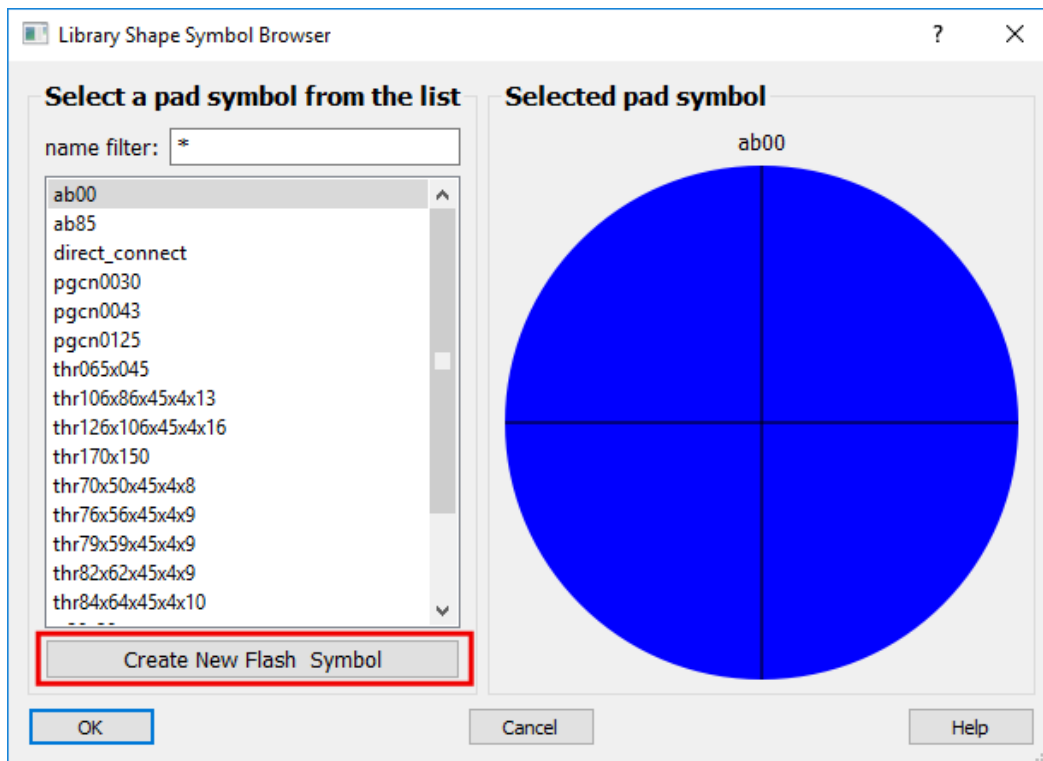 Library Shape Symbol Browser
?
Select a pad symbol from the list
name filter: *
ab00
ab85
direct_connect
pgcn0030
pgcn0043
pgcn0125
thr065x045
thr106x86x45x4x13
thr126x106x45x4x16
thr170x150
thr70x50x45x4x8
thr76x56x45x4x9
thr79x59x45x4x9
thr82x62x45x4x9
thr84x64x45x4x10
Create New Flash  Symbol
Selected pad symbol
ab00
OK
Cancel
Help